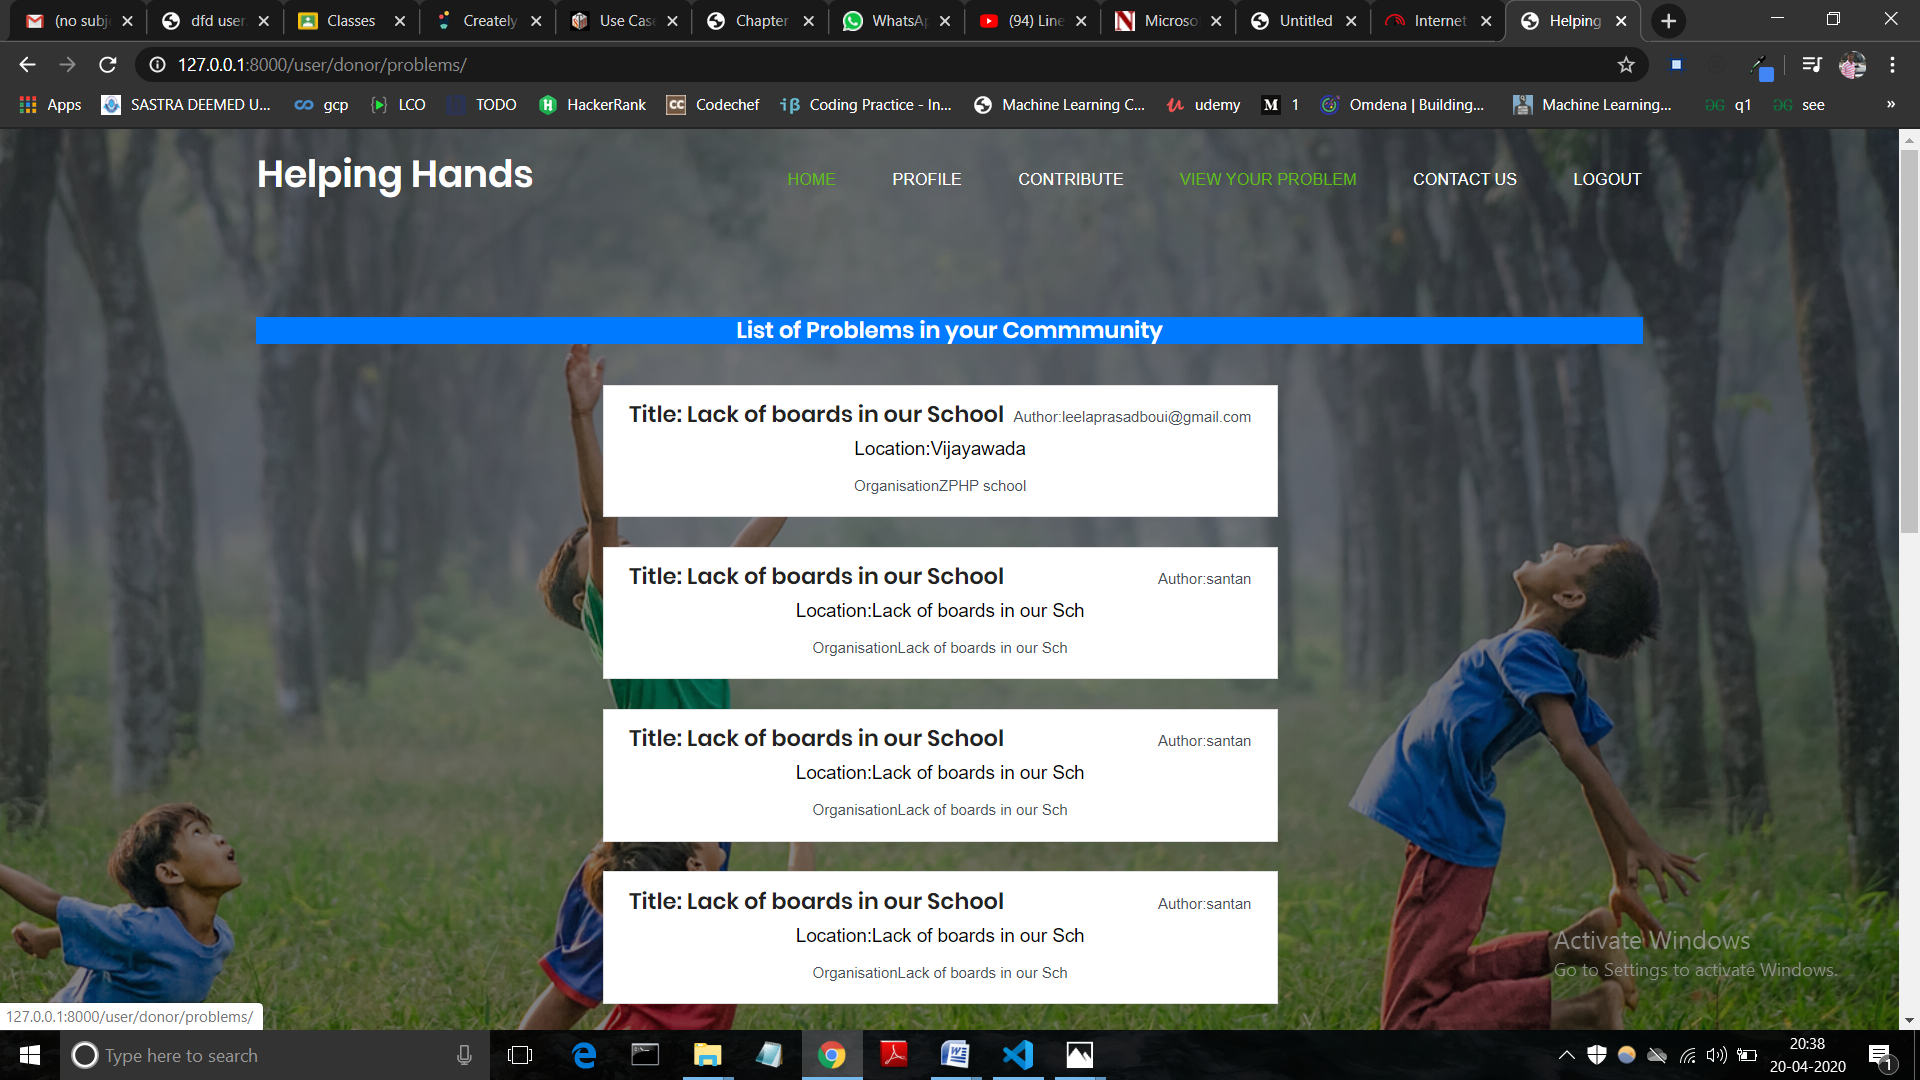 (no subj
dfd user
Classes
Creately
Use Case
Chapter
WhatsAp
(94) Line
Microso
Untitled
Internet
Helping
127.0.0.1:8000/user/donor/problems/
Apps
SASTRA DEEMED U...
gcp
LCO
TODO
HackerRank
Codechef
Coding Practice - In...
Machine Learning C...
udemy
1
Omdena | Building...
Machine Learning...
q1
see
Helping Hands
HOME
PROFILE
CONTRIBUTE
VIEW YOUR PROBLEM
CONTACT US
LOGOUT
List of Problems in your Commmunity
Title: Lack of boards in our School Author:leelaprasadboui@gmail.com
Location:Vijayawada
OrganisationZPHP school
Title: Lack of boards in our School Author:santan
Location:Lack of boards in our Sch
OrganisationLack of boards in our Sch
Title: Lack of boards in our School Author:santan
Location:Lack of boards in our Sch
OrganisationLack of boards in our Sch
Title: Lack of boards in our School Author:santan
Location:Lack of boards in our Sch
OrganisationLack of boards in our Sch
Activate Windows
Go to Settings to activate Windows.
127.0.0.1:8000/user/donor/problems/
Type here to search
20:38
20-04-2020
1